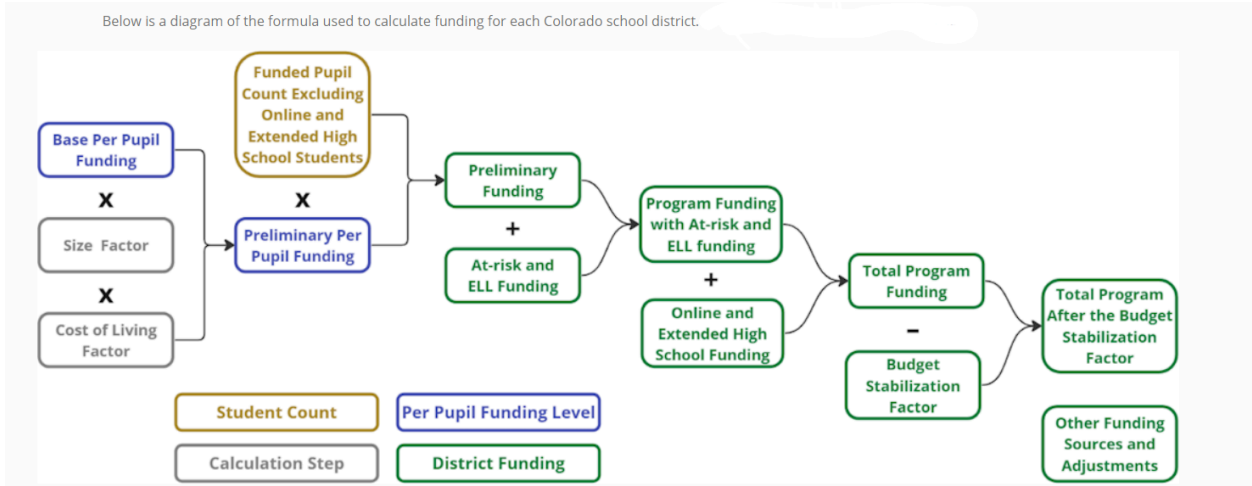 Below is a diagram of the formula used to calculate funding for each Colorado school district.
Funded Pupil
Count Excluding
Online and
Extended High
School Students
Base Per Pupil
Funding
X
Size Factor
X
Cost of Living
Factor
X
Preliminary Per
Pupil Funding
Preliminary
Funding
+
At-risk and
ELL Funding
Program Funding
with At-risk and
ELL funding
+
Online and
Extended High
School Funding
Total Program
Funding
-
Budget
Stabilization
Factor
Total Program
After the Budget
Stabilization
Factor
Other Funding
Sources and
Adjustments
Student Count
Per Pupil Funding Level
Calculation Step
District Funding